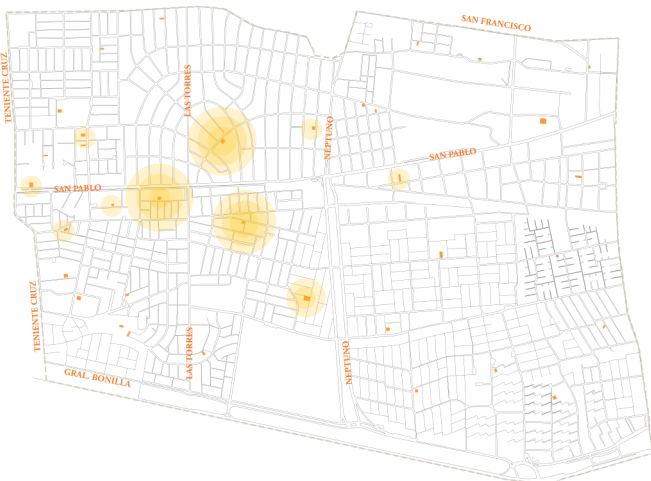 SAN FRANCISCO
TENIENTE CRUZ
LAS TORRES
NEPTUNO
SAN PABLO
SAN PABLO
TENIENTE CRUZ
LAS TORRES
NEPTUNO
GRAL. BONILLA